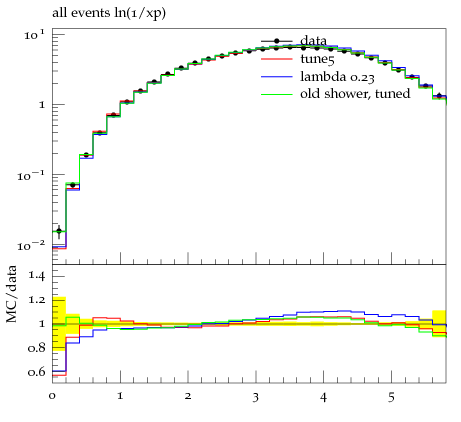 all events ln(1/xp)
10¹
data
tune5
lambda 0.23
old shower, tuned
1
10⁻¹
10⁻²
MC/data
1.4
1.2
1
0.8
0.6
0 1 2 3 4 5